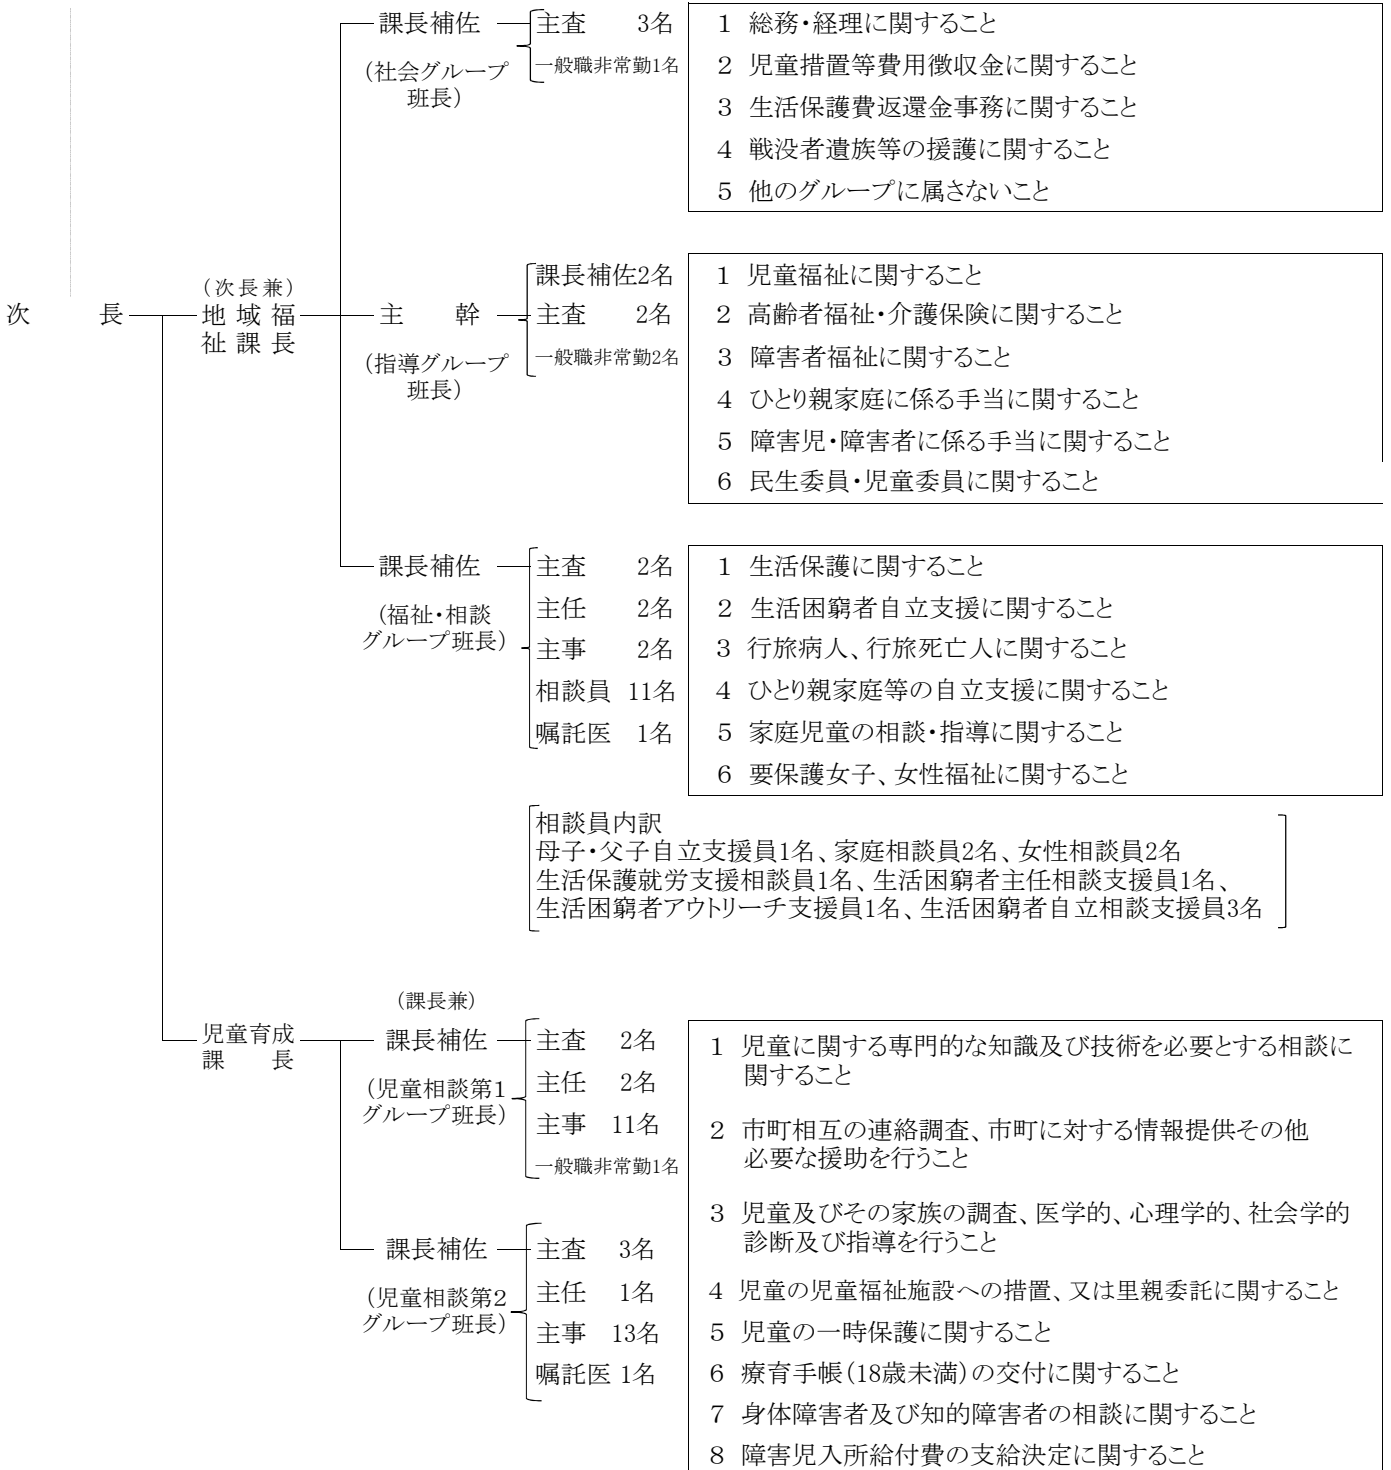 課長補佐
(社会グループ
班長)
主査 3名
一般職非常勤1名
1 総務・経理に関すること
2 児童措置等費用徴収金に関すること
3 生活保護費返還金事務に関すること
4 戦没者遺族等の援護に関すること
5 他のグループに属さないこと
次 長
(次長兼)
地域福
祉課長
主 幹
(指導グループ
班長)
課長補佐2名
主査 2名
一般職非常勤2名
1 児童福祉に関すること
2 高齢者福祉・介護保険に関すること
3 障害者福祉に関すること
4 ひとり親家庭に係る手当に関すること
5 障害児・障害者に係る手当に関すること
6 民生委員・児童委員に関すること
課長補佐
(福祉・相談
グループ班長)
主査 2名
主任 2名
主事 2名
相談員 11名
嘱託医 1名
1 生活保護に関すること
2 生活困窮者自立支援に関すること
3 行旅病人、行旅死亡人に関すること
4 ひとり親家庭等の自立支援に関すること
5 家庭児童の相談・指導に関すること
6 要保護女子、女性福祉に関すること
相談員内訳
母子・父子自立支援員1名、家庭相談員2名、女性相談員2名
生活保護就労支援相談員1名、生活困窮者主任相談支援員1名、
生活困窮者アウトリーチ支援員1名、生活困窮者自立相談支援員3名
児童育成
課 長
(課長兼)
課長補佐
(児童相談第1
グループ班長)
主査 2名
主任 2名
主事 11名
一般職非常勤1名
課長補佐
(児童相談第2
グループ班長)
主査 3名
主任 1名
主事 13名
嘱託医 1名
1 児童に関する専門的な知識及び技術を必要とする相談に
関すること
2 市町相互の連絡調査、市町に対する情報提供その他
必要な援助を行うこと
3 児童及びその家族の調査、医学的、心理学的、社会学的
診断及び指導を行うこと
4 児童の児童福祉施設への措置、又は里親委託に関すること
5 児童の一時保護に関すること
6 療育手帳(18歳未満)の交付に関すること
7 身体障害者及び知的障害者の相談に関すること
8 障害児入所給付費の支給決定に関すること